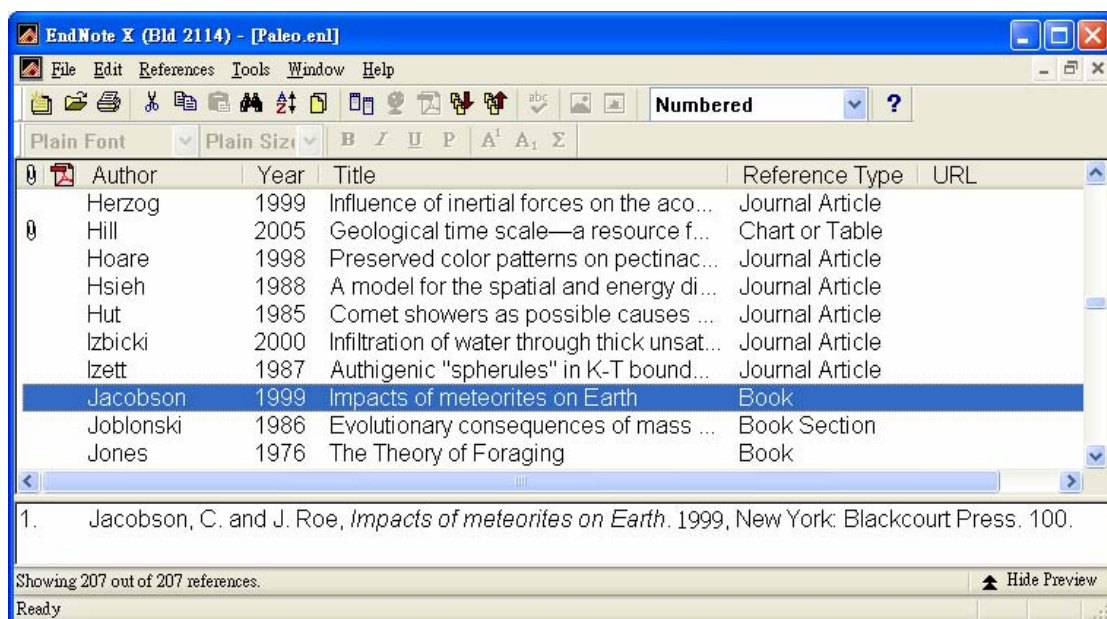 EndNote X (Bld 2114) - [Paleo.enl]
File Edit References Tools Window Help
abc Numbered ?
Plain Font Plain Siz B I U P A¹ A₁ Σ
Author Year Title Reference Type URL
Herzog 1999 Influence of inertial forces on the aco... Journal Article
Hill 2005 Geological time scale—a resource f... Chart or Table
Hoare 1998 Preserved color patterns on pectinac... Journal Article
Hsieh 1988 A model for the spatial and energy di... Journal Article
Hut 1985 Comet showers as possible causes ... Journal Article
Izbicki 2000 Infiltration of water through thick unsat... Journal Article
Izett 1987 Authigenic "spherules" in K-T bound... Journal Article
Jacobson 1999 Impacts of meteorites on Earth Book
Joblonski 1986 Evolutionary consequences of mass ... Book Section
Jones 1976 The Theory of Foraging Book
1. Jacobson, C. and J. Roe, Impacts of meteorites on Earth. 1999, New York: Blackcourt Press. 100.
Showing 207 out of 207 references. Hide Preview
Ready